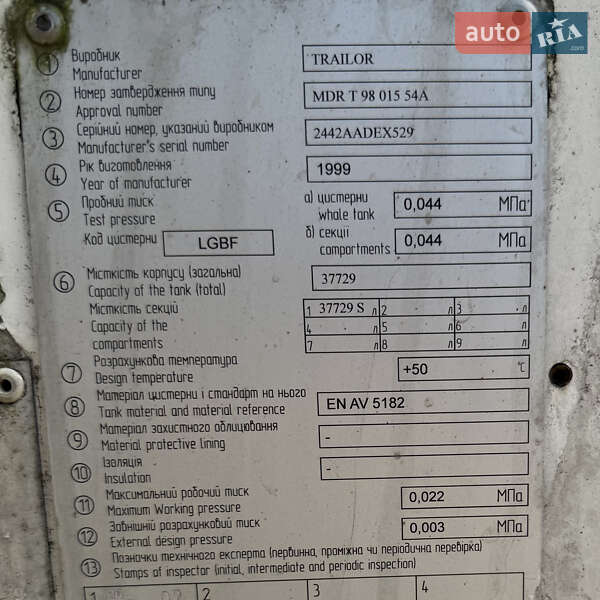 auto RIA.com
1 Виробник TRAILOR
Manufacturer
2 Номер затвердження типу MDR T 98 015 54A
Approval number
3 Серійний номер, указаний виробником 2442AADEX529
Manufacturer's serial number
4 Рік виготовлення 1999
Year of manufacturer
5 Пробний тиск а) цистерни 0,044 МПа
Test pressure whale tank
Код цистерни LGBF б) секції 0,044 МПа
compartments
6 Місткість корпусу (загальна) 37729
Capacity of the tank (total)
Місткість секцій 1 37729 S л 2 л 3 л
Capacity of the 4 л 5 л 6 л
compartments 7 л 8 л 9 л
7 Розрахункова температура +50 °С
Design temperature
8 Матеріал цистерни і стандарт на нього EN AV 5182
Tank material and material reference
9 Матеріал захистного облицювання -
Material protective lining
10 Ізоляція -
Insulation
11 Максимальний робочий тиск 0,022 МПа
Maximum Working pressure
12 Зовнішній розрахунковий тиск 0,003 МПа
External design pressure
13 Позначки технічного експерта (первинна, проміжна чи періодична перевірка)
Stamps of inspector (initial, intermediate and periodic inspection)
1 2 3 4